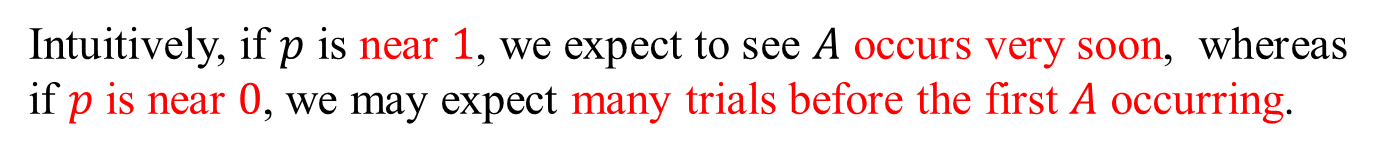 Intuitively, if p is near 1, we expect to see A occurs very soon, whereas
if p is near 0, we may expect many trials before the first A occurring.